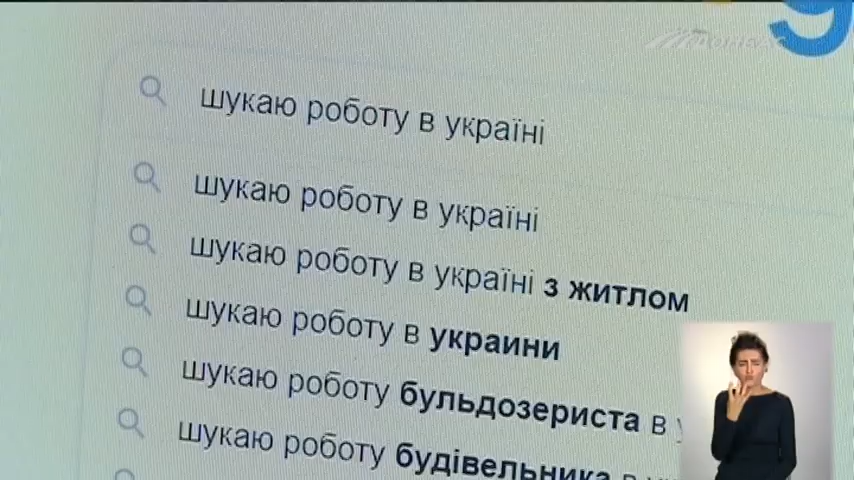 шукаю роботу в україні
шукаю роботу в україні
шукаю роботу в україні з житлом
шукаю роботу в украини
шукаю роботу бульдозериста в
шукаю роботу будівельника в